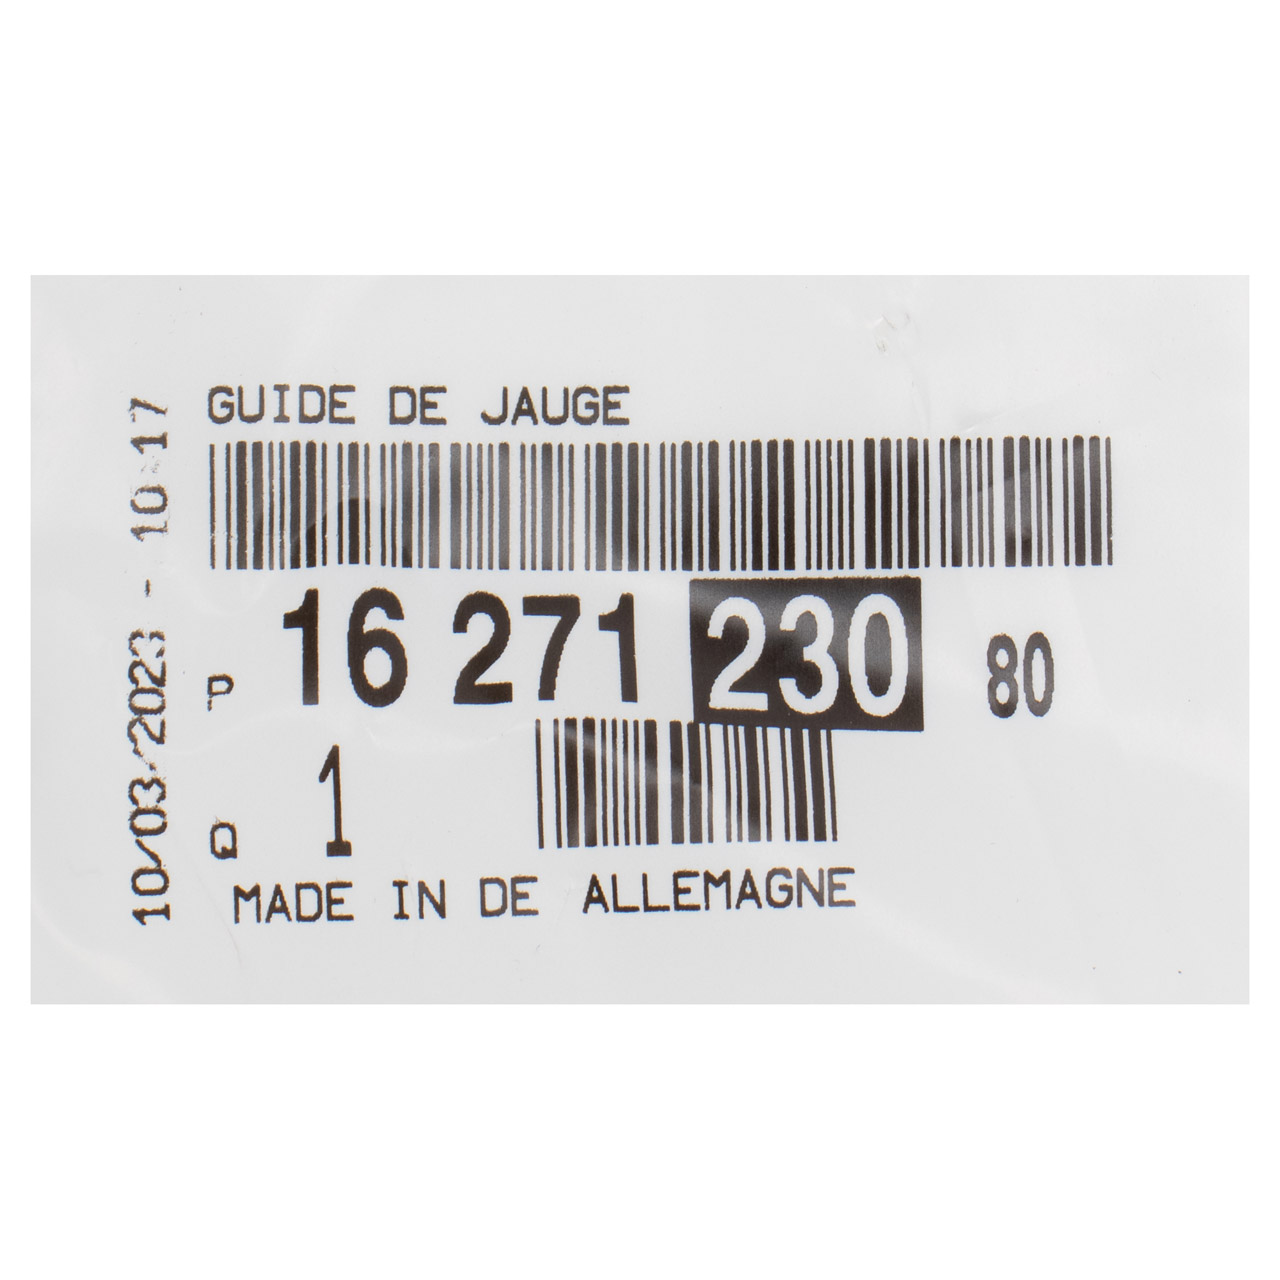 GUIDE DE JAUGE
P 16 271 230 80
Q 1
MADE IN DE ALLEMAGNE
10/03/2023 - 10:17